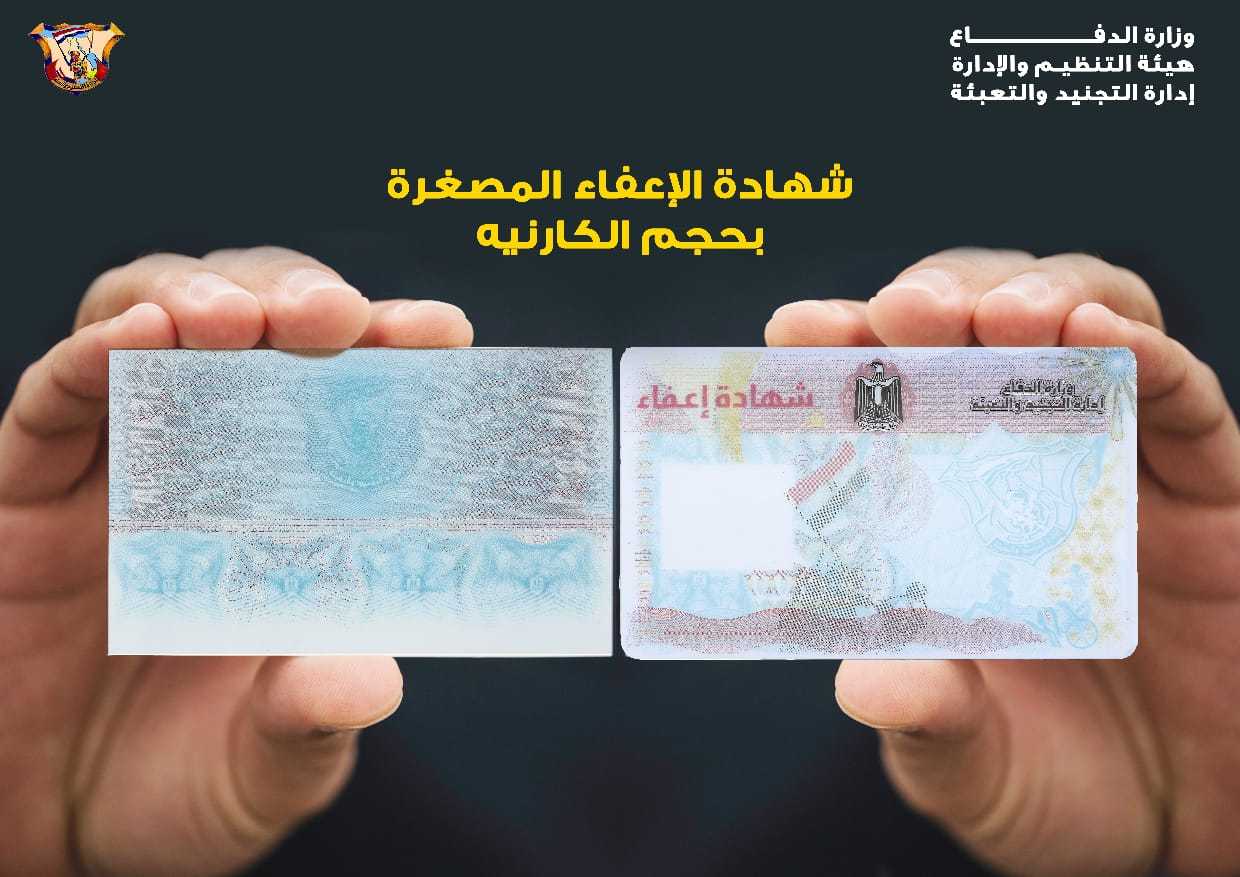 وزارة الدفـــــــــــــاع
هيئة التنظيم والإدارة
إدارة التجنيد والتعبئة
شهادة الإعفاء المصغرة
بحجم الكارنيه
وزارة الدفاع
إدارة التجنيد والتعبئة
شهادة إعفاء